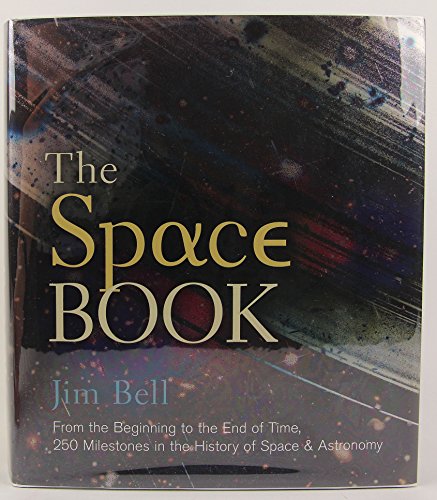 The
Space
BOOK
Jim Bell
From the Beginning to the End of Time,
250 Milestones in the History of Space & Astronomy